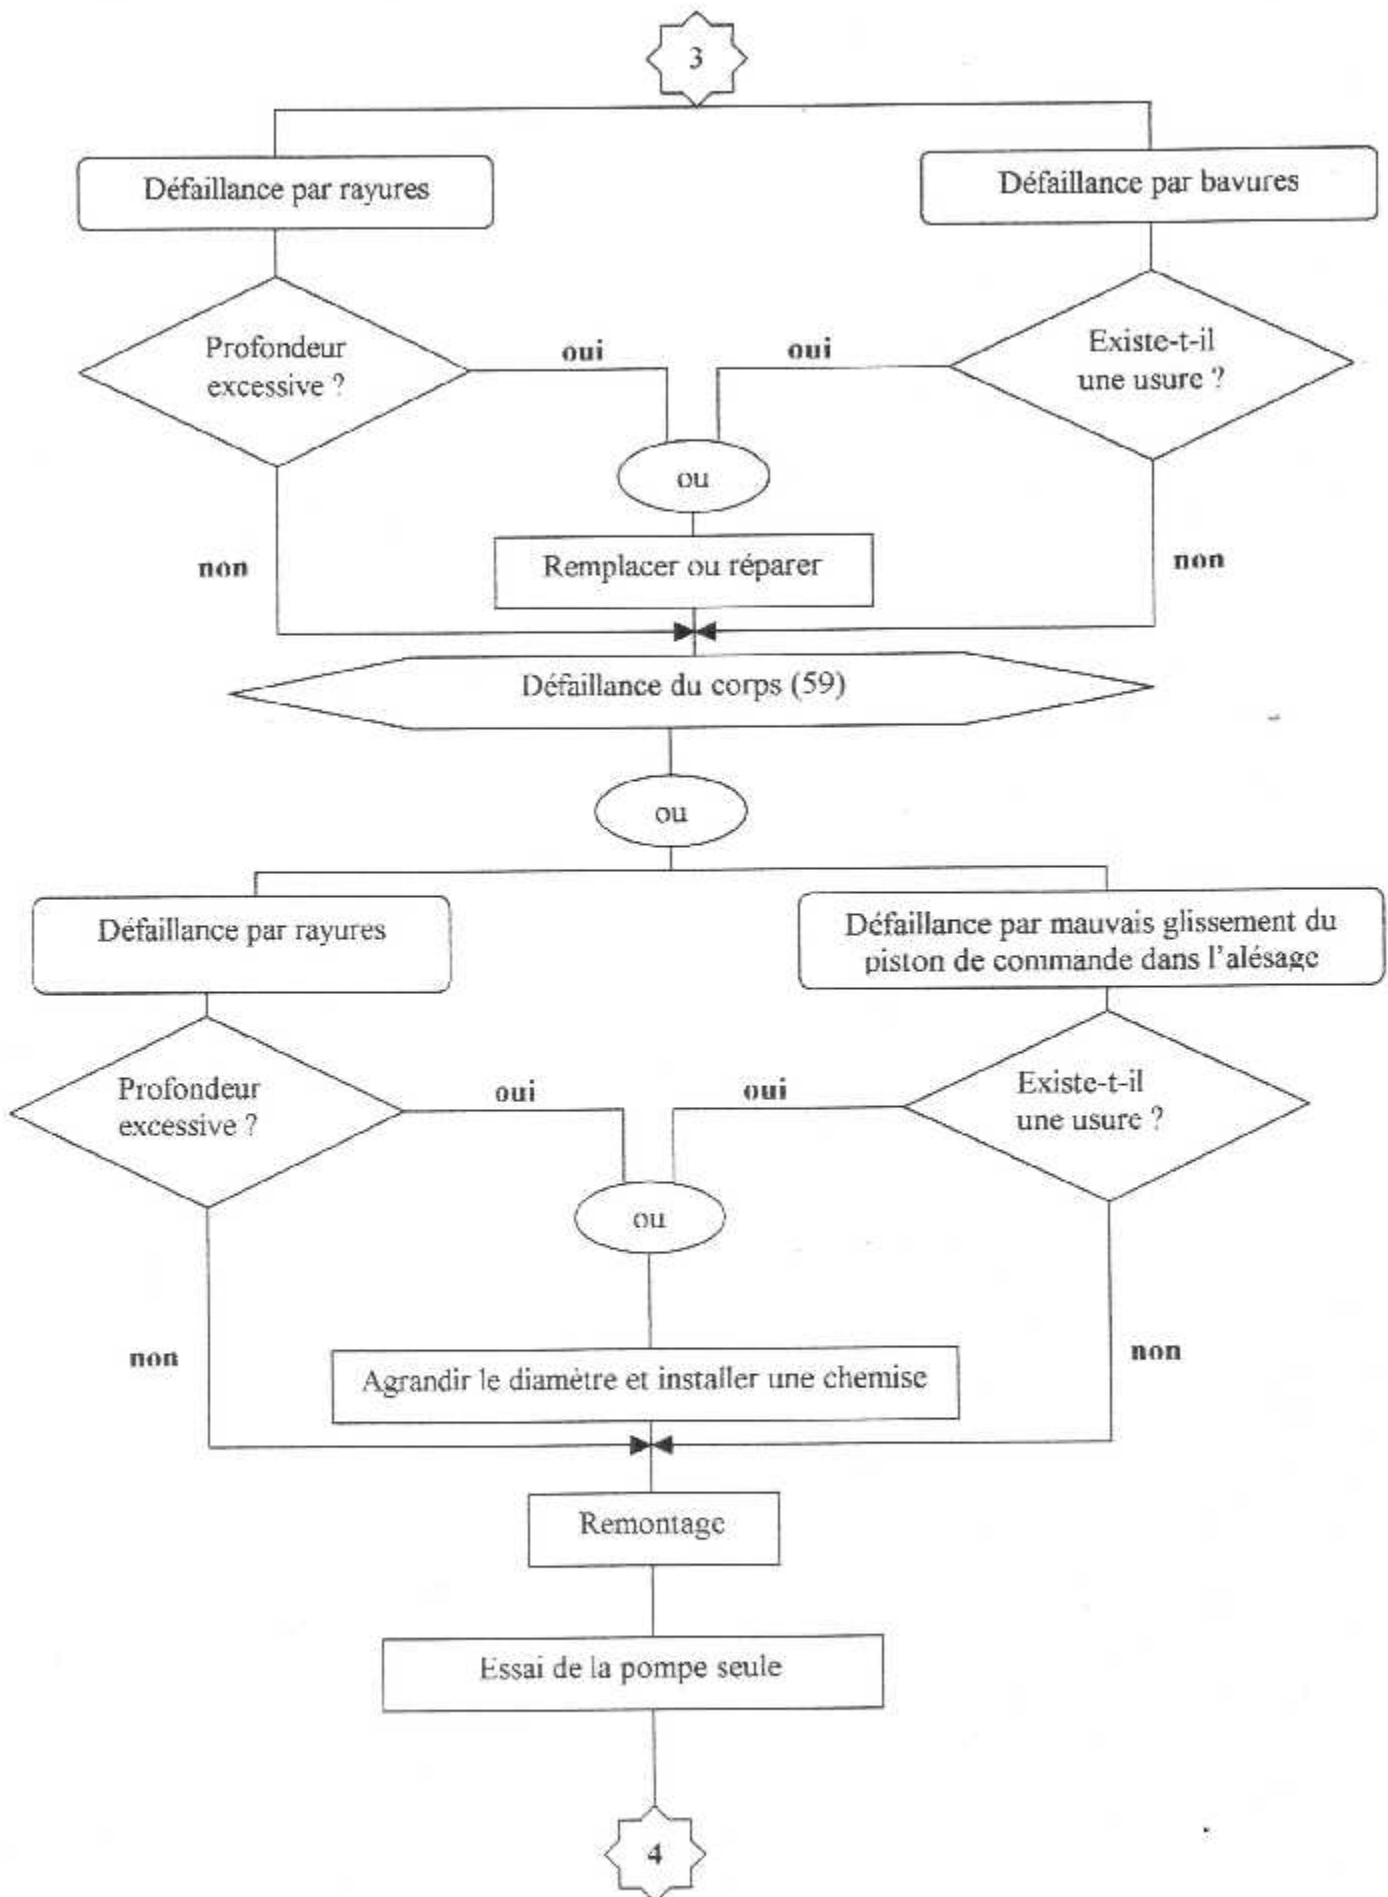 3
Défaillance par rayures
Défaillance par bavures
Profondeur
excessive ?
oui
oui
Existe-t-il
une usure ?
ou
non
Remplacer ou réparer
non
Défaillance du corps (59)
ou
Défaillance par rayures
Défaillance par mauvais glissement du
piston de commande dans l'alésage
Profondeur
excessive ?
oui
oui
Existe-t-il
une usure ?
ou
non
Agrandir le diamètre et installer une chemise
non
Remontage
Essai de la pompe seule
4